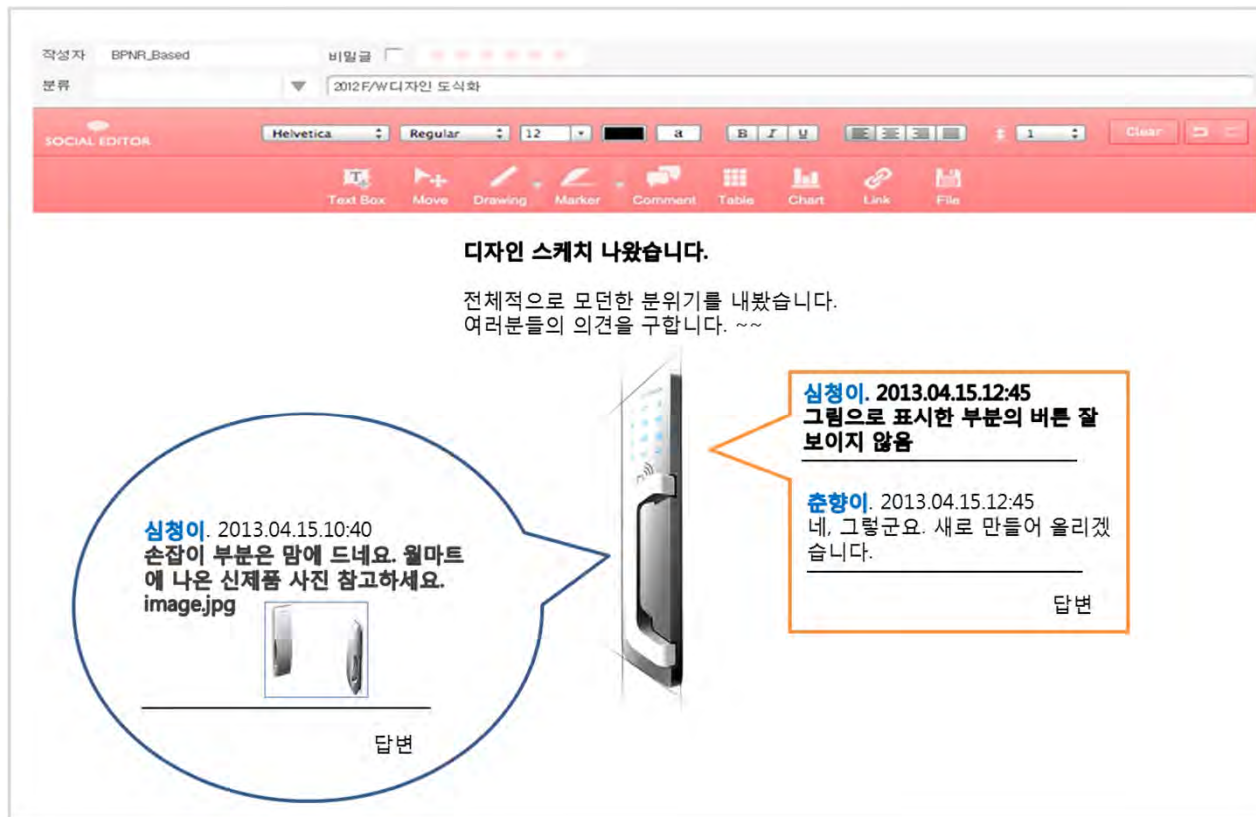 작성자 BPNR_Based 비밀글
분류 2012 F/W디자인 도식화
SOCIAL EDITOR Helvetica Regular 12 a B I U 1 Clear
Text Box Move Drawing Marker Comment Table Chart Link File
디자인 스케치 나왔습니다.
전체적으로 모던한 분위기를 내봤습니다.
여러분들의 의견을 구합니다. ~~
심청이. 2013.04.15.10:40
손잡이 부분은 맘에 드네요. 월마트
에 나온 신제품 사진 참고하세요.
image.jpg
답변
심청이. 2013.04.15.12:45
그림으로 표시한 부분의 버튼 잘
보이지 않음
춘향이. 2013.04.15.12:45
네, 그렇군요. 새로 만들어 올리겠
습니다.
답변